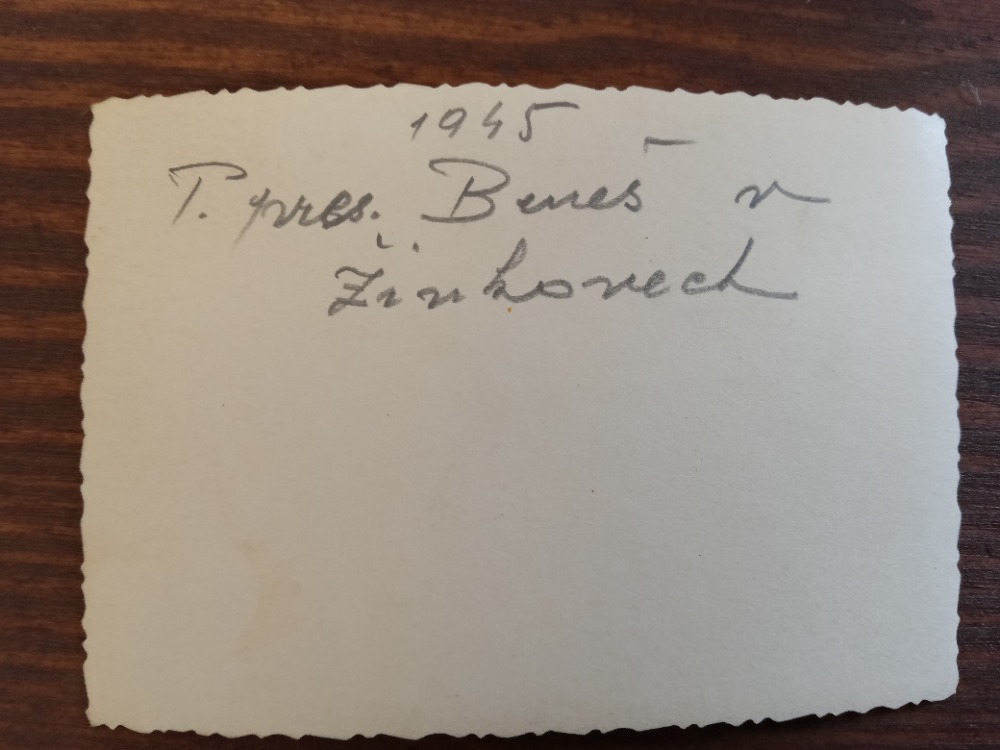 1945
P. pres. Beneš v
Žinkovech